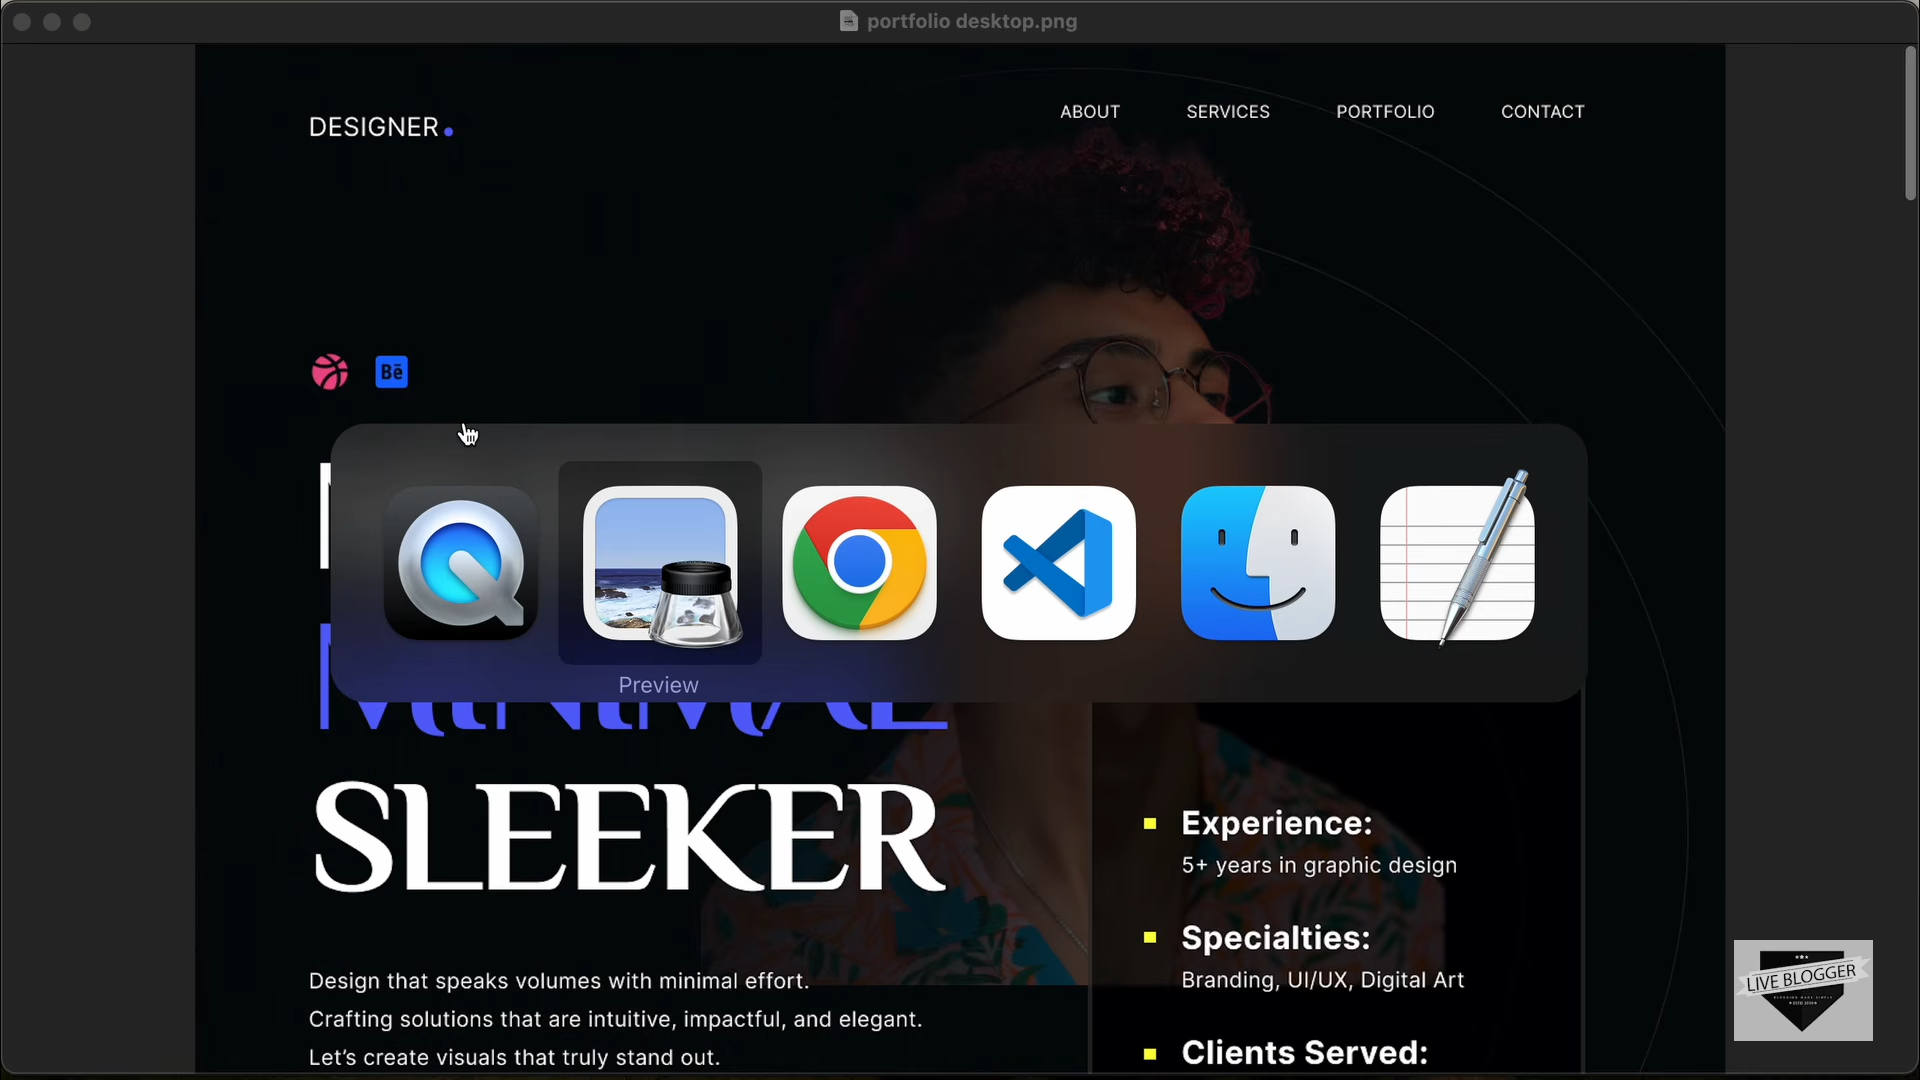 portfolio desktop.png
DESIGNER.
ABOUT
SERVICES
PORTFOLIO
CONTACT
Bē
Preview
MINIMAL
SLEEKER
Design that speaks volumes with minimal effort.
Crafting solutions that are intuitive, impactful, and elegant.
Let's create visuals that truly stand out.
Experience:
5+ years in graphic design
Specialties:
Branding, UI/UX, Digital Art
Clients Served:
LIVE BLOGGER